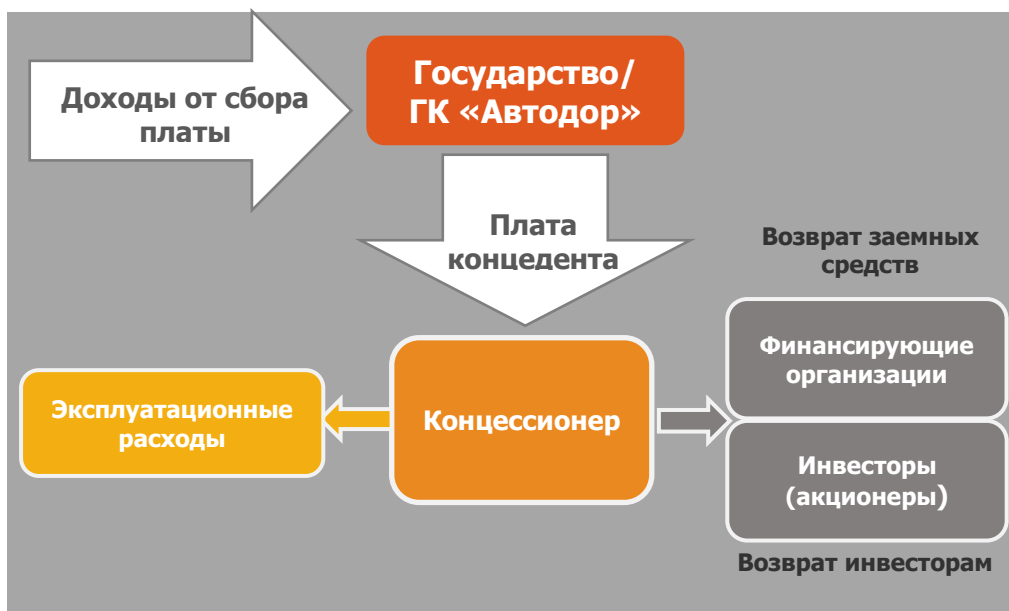 Доходы от сбора
платы
Государство/
ГК «Автодор»
Плата
концедента
Возврат заемных
средств
Финансирующие
организации
Эксплуатационные
расходы
Концессионер
Инвесторы
(акционеры)
Возврат инвесторам